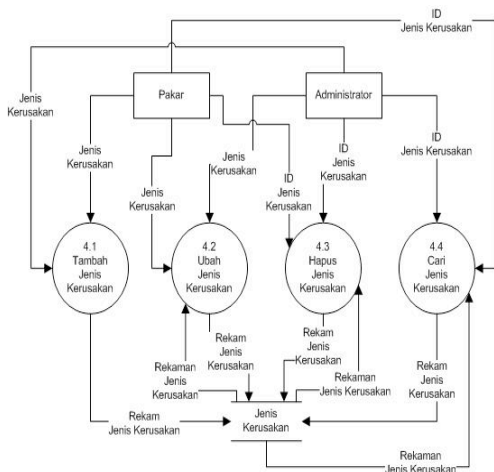 ID
Jenis Kerusakan
Pakar
Administrator
Jenis
Kerusakan
Jenis
Kerusakan
Jenis
Kerusakan
Jenis
Kerusakan
ID
Jenis
Kerusakan
ID
Jenis
Kerusakan
ID
Jenis Kerusakan
4.1
Tambah
Jenis
Kerusakan
4.2
Ubah
Jenis
Kerusakan
4.3
Hapus
Jenis
Kerusakan
4.4
Cari
Jenis
Kerusakan
Rekaman
Jenis
Kerusakan
Rekam
Jenis
Kerusakan
Rekam
Jenis
Kerusakan
Rekaman
Jenis
Kerusakan
Rekam
Jenis
Kerusakan
Rekam
Jenis Kerusakan
Jenis
Kerusakan
Rekaman
Jenis Kerusakan